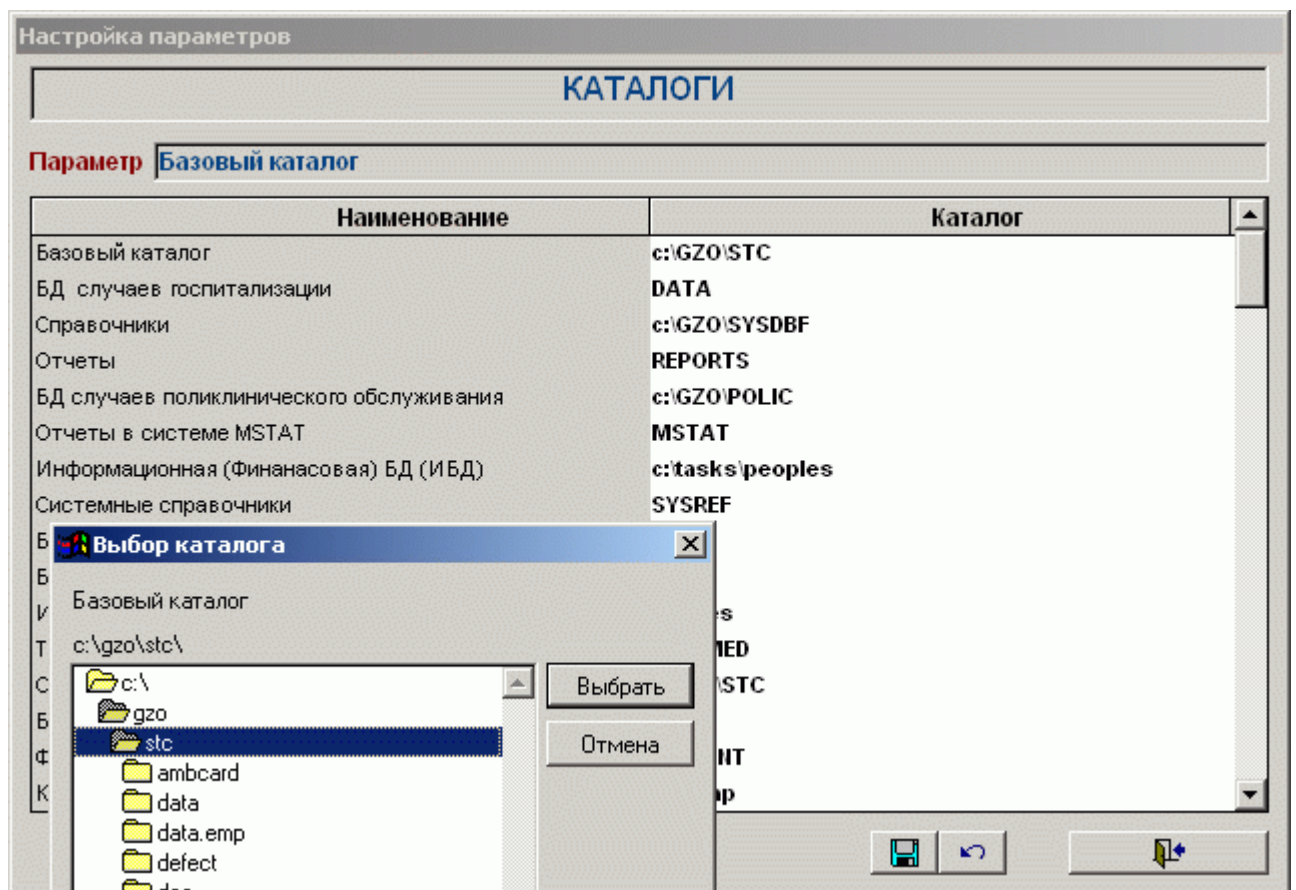 Настройка параметров
КАТАЛОГИ
Параметр Базовый каталог
Наименование Каталог
Базовый каталог c:\GZO\STC
БД случаев госпитализации DATA
Справочники c:\GZO\SYSDBF
Отчеты REPORTS
БД случаев поликлинического обслуживания c:\GZO\POLIC
Отчеты в системе MSTAT MSTAT
Информационная (Финанасовая) БД (ИБД) c:\tasks\peoples
Системные справочники SYSREF
Выбор каталога
Базовый каталог
c:\gzo\stc\
c:\
Выбрать
gzo
stc
Отмена
ambcard
data
data.emp
defect